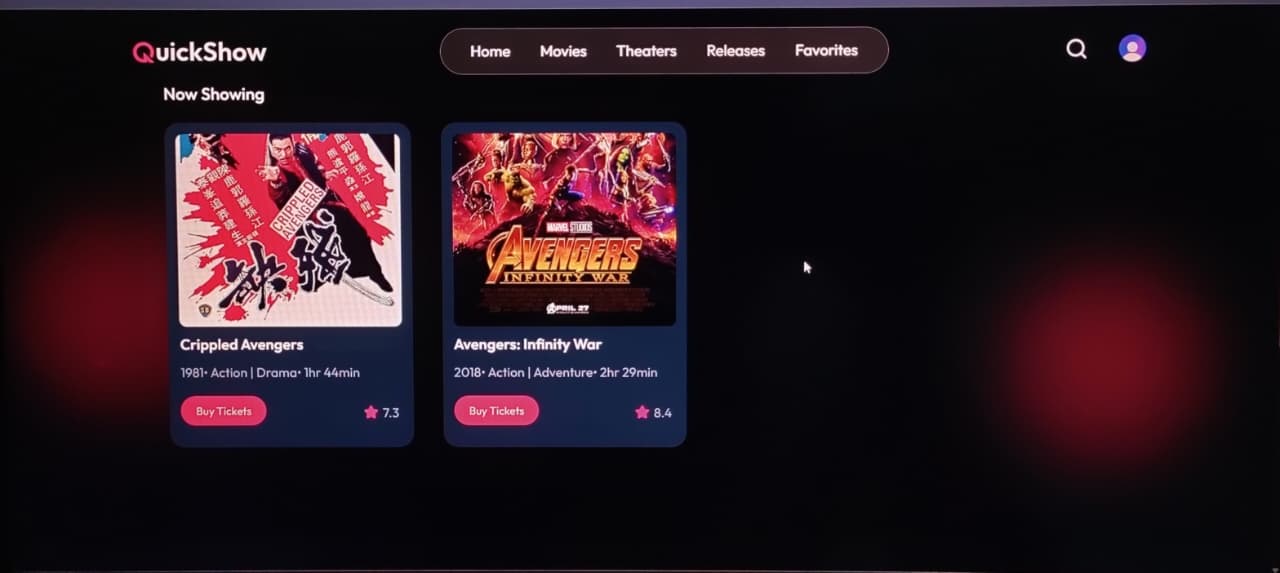 QuickShow
Home Movies Theaters Releases Favorites
Now Showing
CRIPPLED
AVENGERS
MARVEL STUDIOS
AVENGERS
INFINITY WAR
APRIL 27
Crippled Avengers
1981• Action | Drama• 1hr 44min
Buy Tickets
7.3
Avengers: Infinity War
2018• Action | Adventure• 2hr 29min
Buy Tickets
8.4